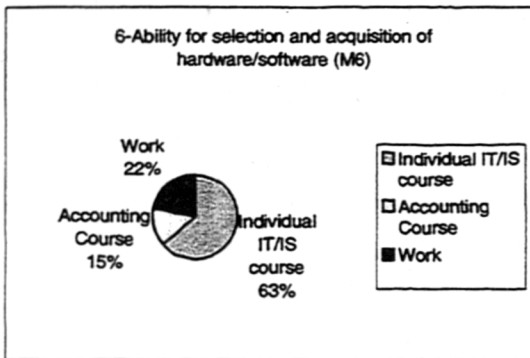 6-Ability for selection and acquisition of
hardware/software (M6)
Work
22%
Accounting
Course
15%
Individual
IT/IS
course
63%
Individual IT/IS
course
Accounting
Course
Work